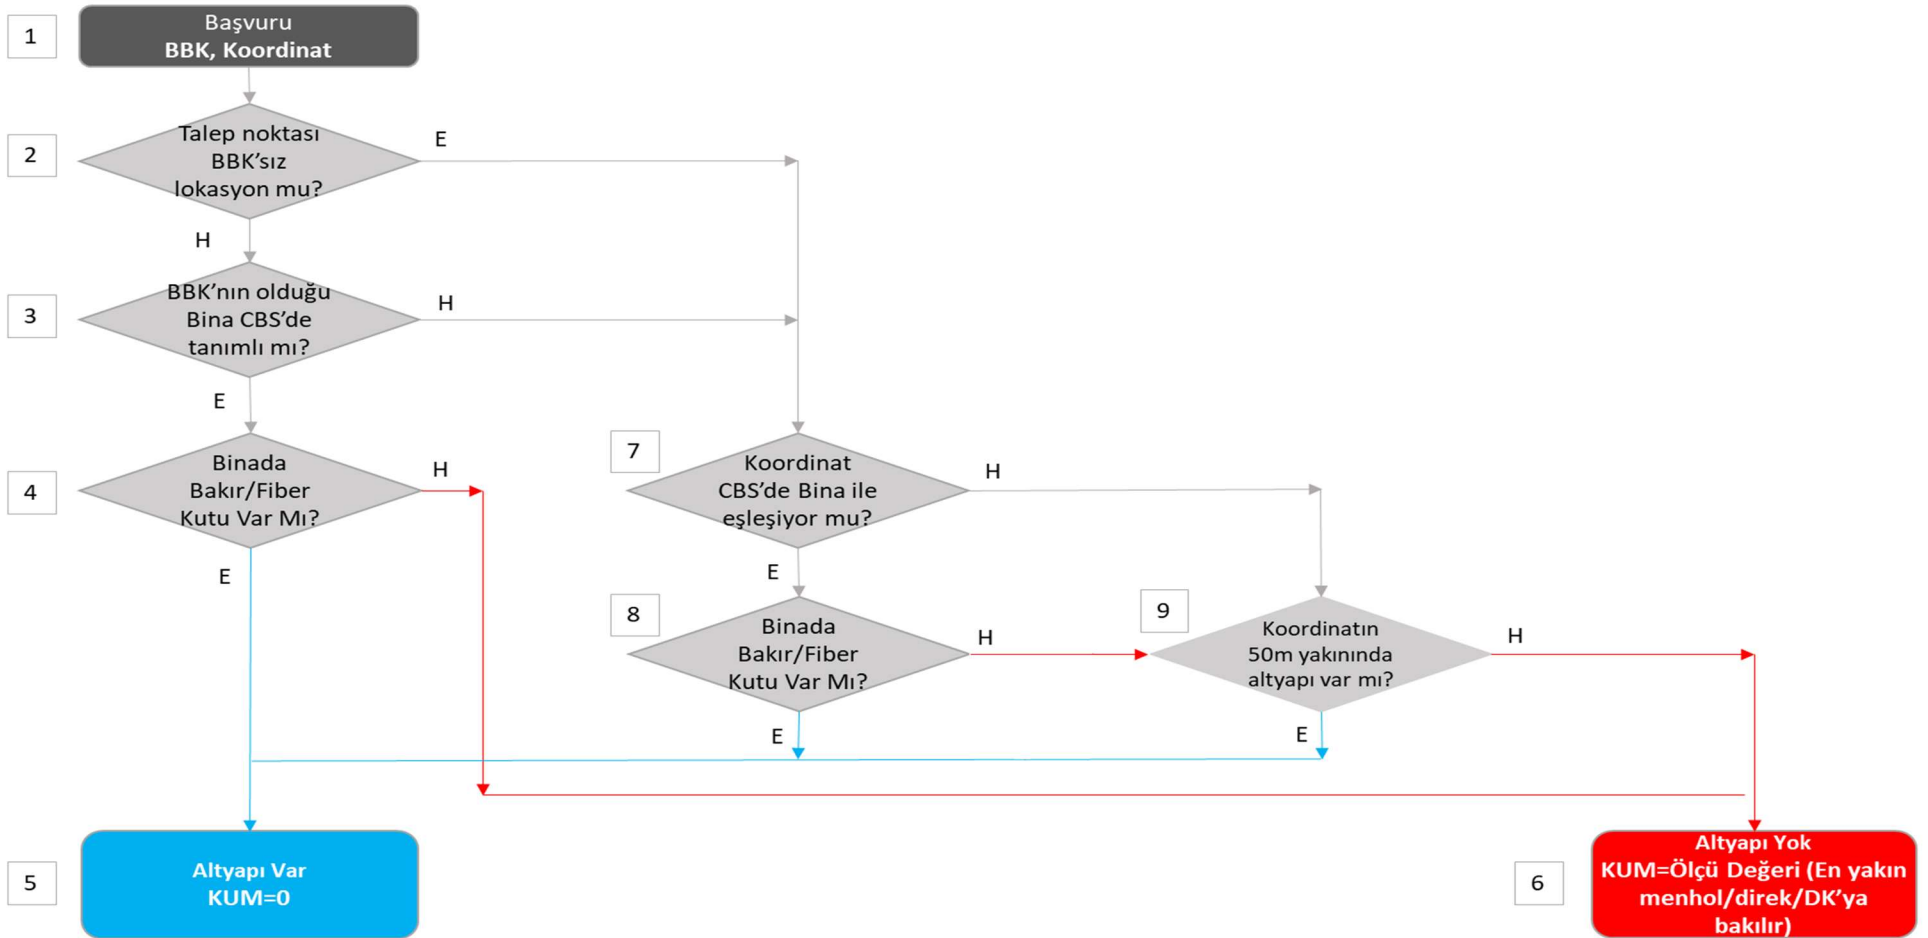 1
Başvuru
BBK, Koordinat
2
Talep noktası
BBK’sız
lokasyon mu?
E
H
3
BBK’nın olduğu
Bina CBS’de
tanımlı mı?
H
E
4
Binada
Bakır/Fiber
Kutu Var Mı?
H
E
7
Koordinat
CBS’de Bina ile
eşleşiyor mu?
H
E
8
Binada
Bakır/Fiber
Kutu Var Mı?
H
E
9
Koordinatın
50m yakınında
altyapı var mı?
H
E
5
Altyapı Var
KUM=0
6
Altyapı Yok
KUM=Ölçü Değeri (En yakın
menhol/direk/DK’ya
bakılır)